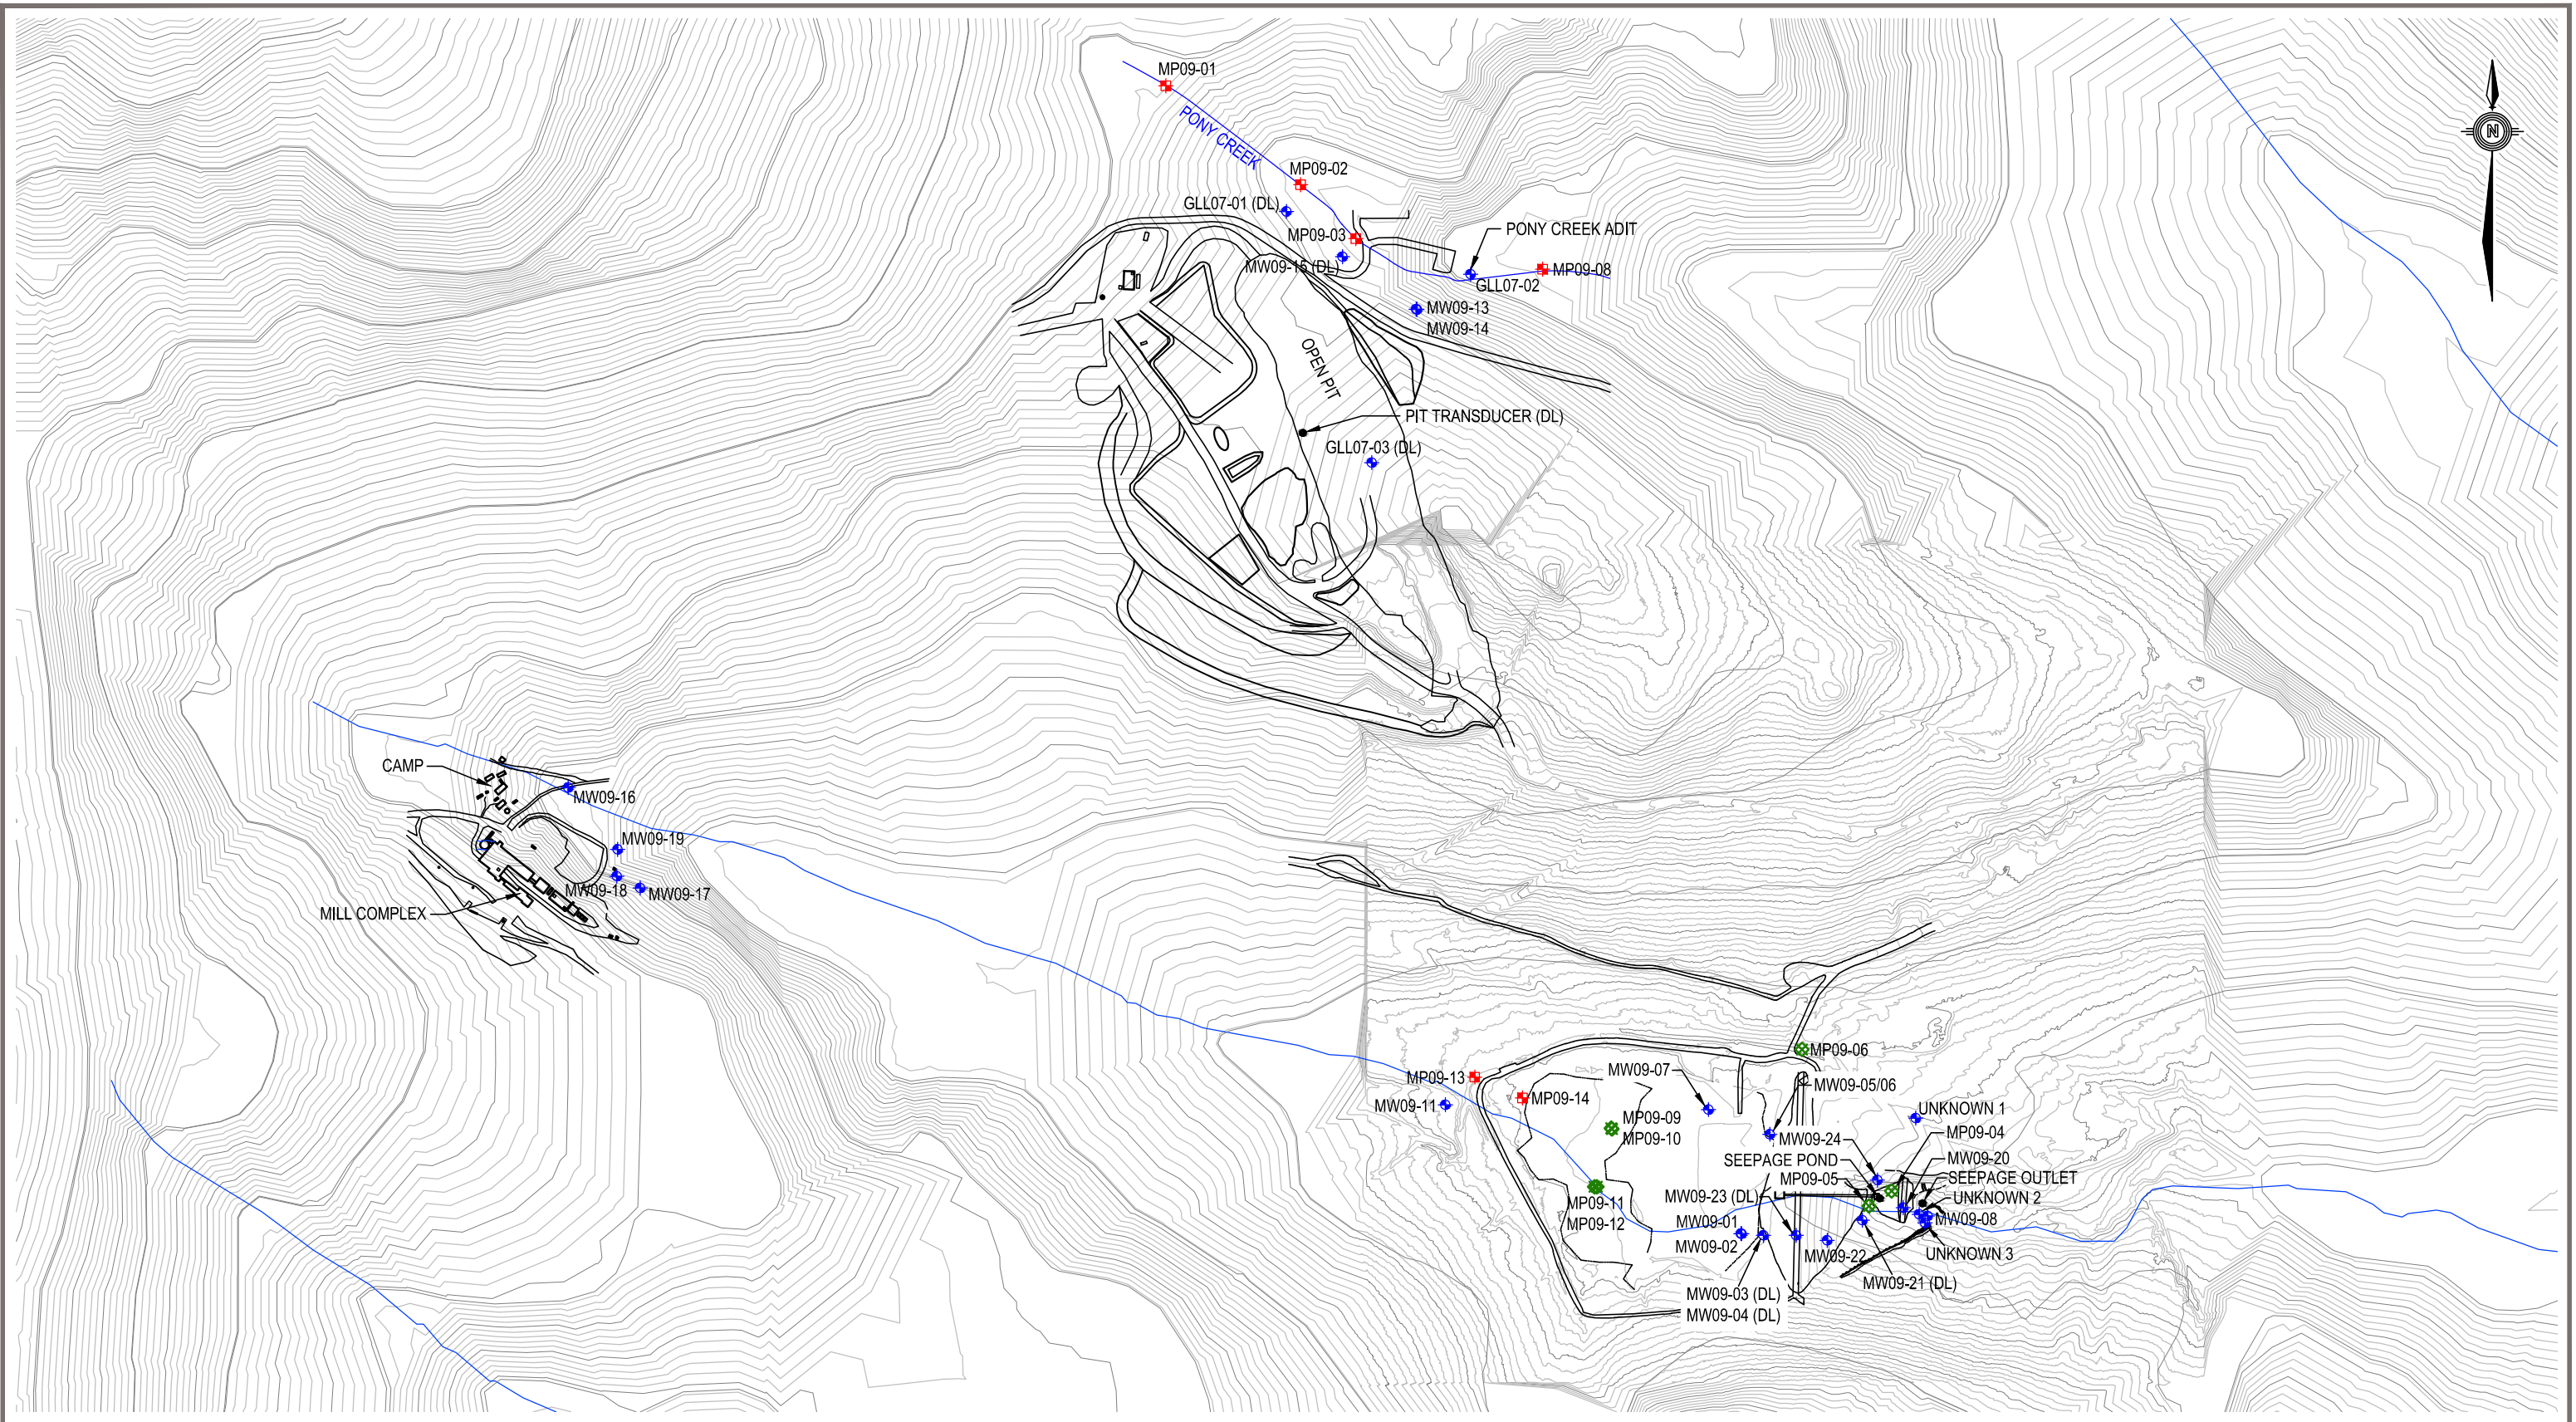 MP09-01
PONY CREEK
MP09-02
GLL07-01 (DL)
MP09-03
PONY CREEK ADIT
MW09-15 (DL)
MP09-08
GLL07-02
MW09-13
MW09-14
N
OPEN PIT
PIT TRANSDUCER (DL)
GLL07-03 (DL)
CAMP
MW09-16
MW09-19
MW09-18
MW09-17
MILL COMPLEX
MP09-06
MW09-07
MP09-13
MW09-05/06
MP09-14
MW09-11
UNKNOWN 1
MP09-09
MP09-10
MP09-04
MW09-24
MW09-20
SEEPAGE POND
SEEPAGE OUTLET
MP09-05
MW09-23 (DL)
UNKNOWN 2
MP09-11
MP09-12
MW09-01
MW09-02
MW09-08
MW09-22
UNKNOWN 3
MW09-21 (DL)
MW09-03 (DL)
MW09-04 (DL)